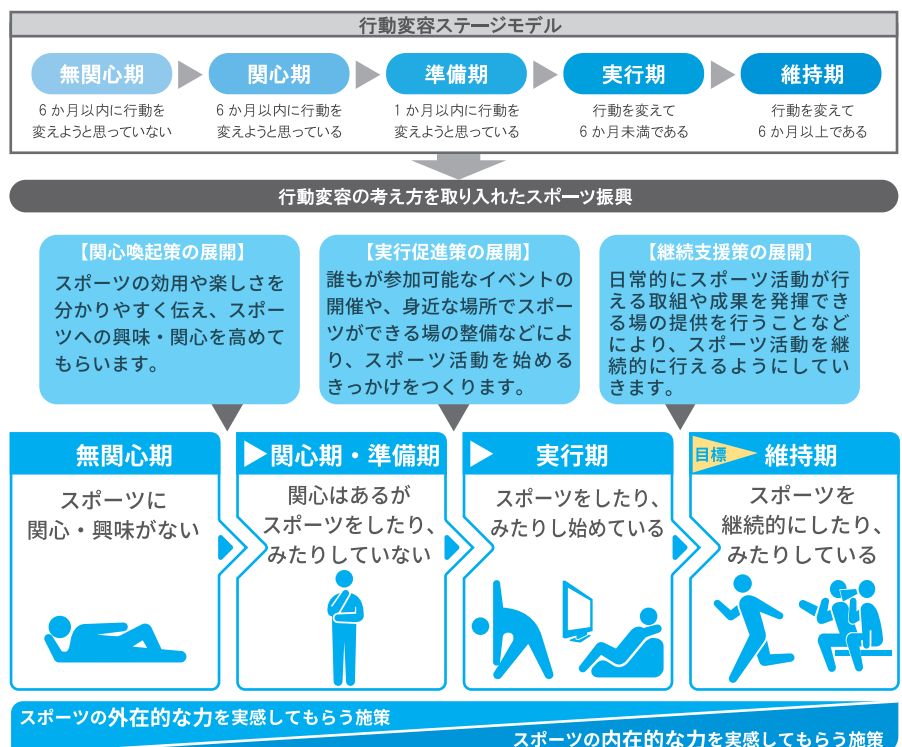 行動変容ステージモデル
無関心期
関心期
準備期
実行期
維持期
6か月以内に行動を
変えようと思っていない
6か月以内に行動を
変えようと思っている
1か月以内に行動を
変えようと思っている
行動を変えて
6か月未満である
行動を変えて
6か月以上である
行動変容の考え方を取り入れたスポーツ振興
【関心喚起策の展開】
スポーツの効用や楽しさを
分かりやすく伝え、スポー
ツへの興味・関心を高めて
もらいます。
【実行促進策の展開】
誰もが参加可能なイベントの
開催や、身近な場所でスポー
ツができる場の整備などによ
り、スポーツ活動を始める
きっかけをつくります。
【継続支援策の展開】
日常的にスポーツ活動が行
える取組や成果を発揮でき
る場の提供を行うことなど
により、スポーツ活動を継
続的に行えるようにしてい
きます。
無関心期
スポーツに
関心・興味がない
関心期・準備期
関心はあるが
スポーツをしたり、
みたりしていない
実行期
スポーツをしたり、
みたりし始めている
目標
維持期
スポーツを
継続的にしたり、
みたりしている
スポーツの外在的な力を実感してもらう施策
スポーツの内在的な力を実感してもらう施策